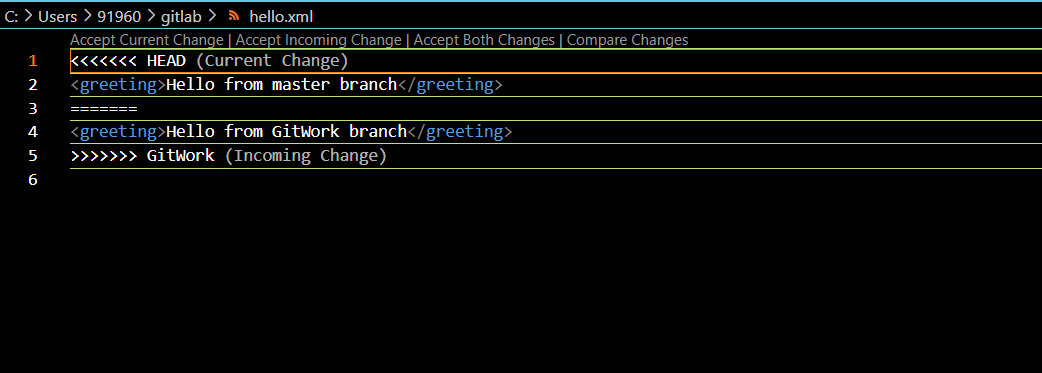 C: > Users > 91960 > gitlab > hello.xml
Accept Current Change | Accept Incoming Change | Accept Both Changes | Compare Changes
1 <<<<<<< HEAD (Current Change)
2 <greeting>Hello from master branch</greeting>
3 =======
4 <greeting>Hello from GitWork branch</greeting>
5 >>>>>>> GitWork (Incoming Change)
6